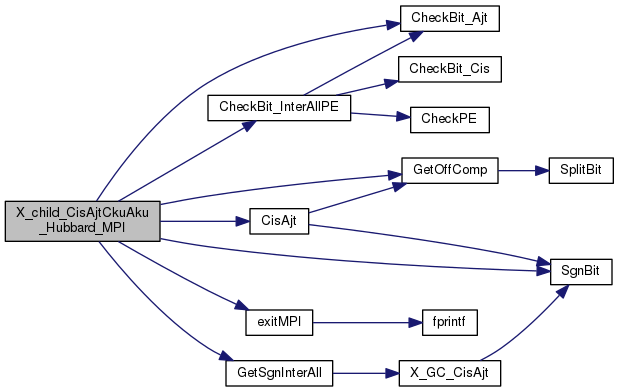 CheckBit_Ajt
CheckBit_Cis
CheckBit_InterAllPE
CheckPE
GetOffComp
SplitBit
X_child_CisAjtCkuAku
_Hubbard_MPI
CisAjt
SgnBit
exitMPI
fprintf
GetSgnInterAll
X_GC_CisAjt